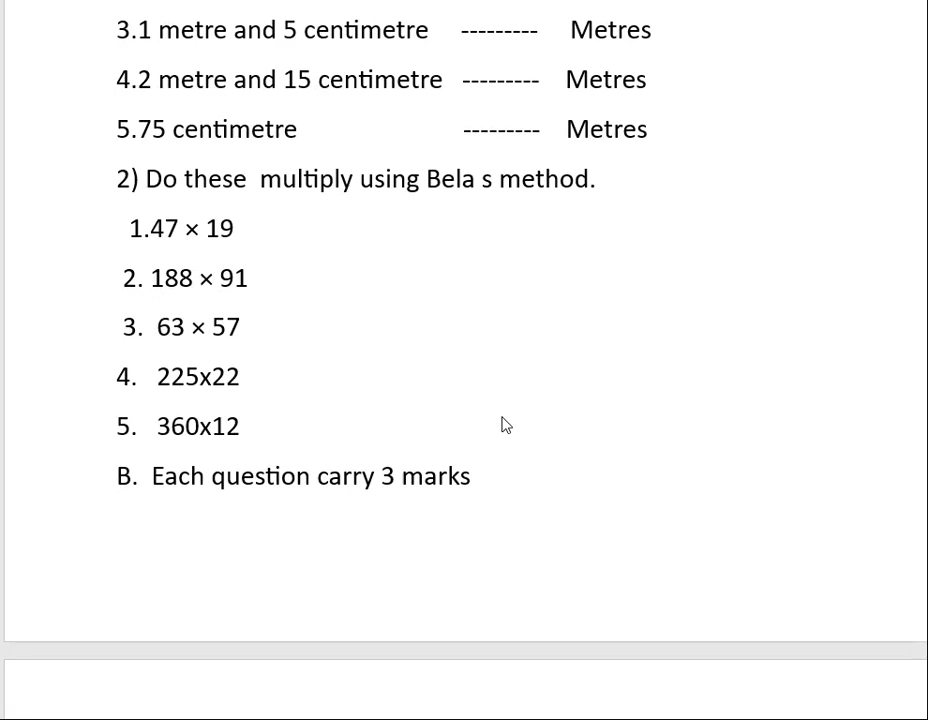 3.1 metre and 5 centimetre --------- Metres
4.2 metre and 15 centimetre --------- Metres
5.75 centimetre --------- Metres
2) Do these multiply using Bela s method.
1.47 × 19
2. 188 × 91
3. 63 × 57
4. 225x22
5. 360x12
B. Each question carry 3 marks